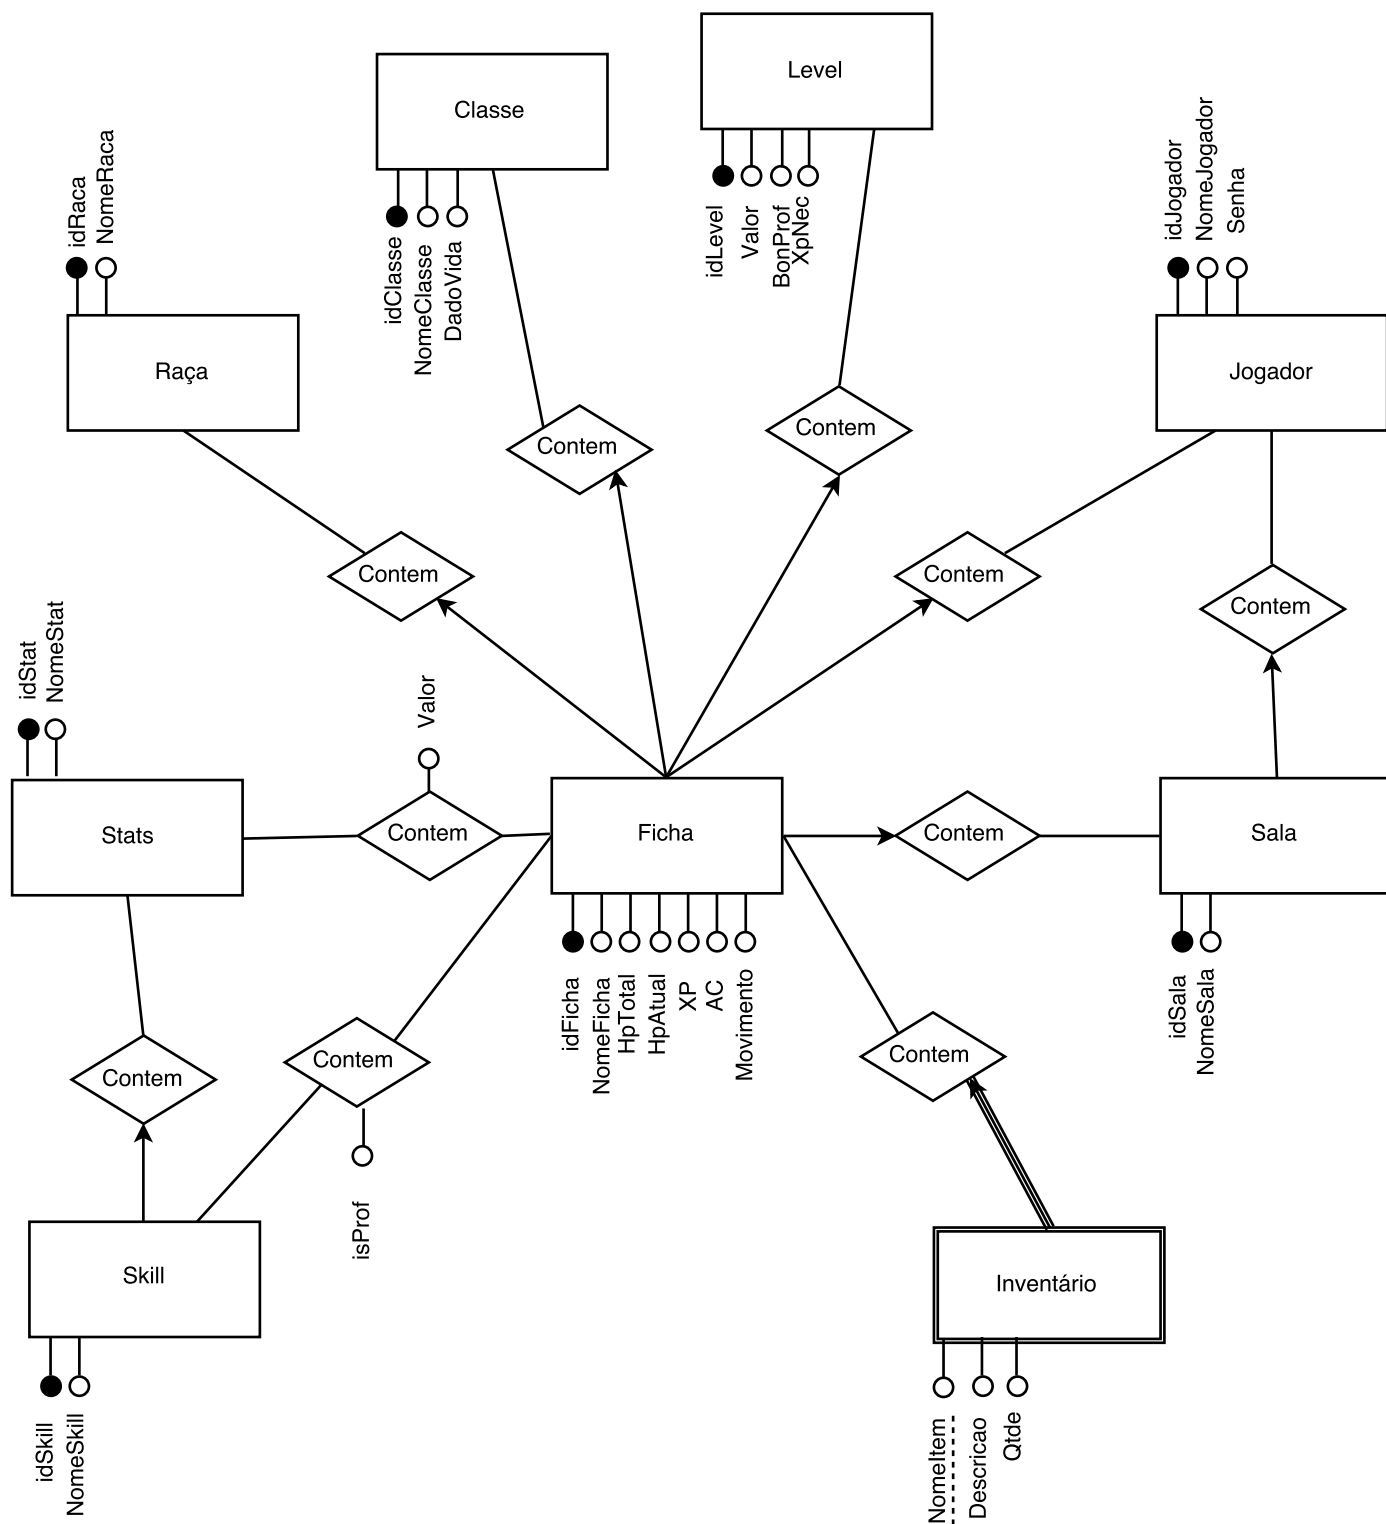 Level
Classe
idLevel
Valor
BonProf
XpNec
idJogador
NomeJogador
Senha
idRaca
NomeRaca
idClasse
NomeClasse
DadoVida
Raça
Jogador
Contem
Contem
Contem
Contem
Contem
idStat
NomeStat
Valor
Stats
Contem
Ficha
Contem
Sala
idFicha
NomeFicha
HpTotal
HpAtual
XP
AC
Movimento
idSala
NomeSala
Contem
Contem
Contem
isProf
Skill
Inventário
idSkill
NomeSkill
NomeItem
Descricao
Qtde